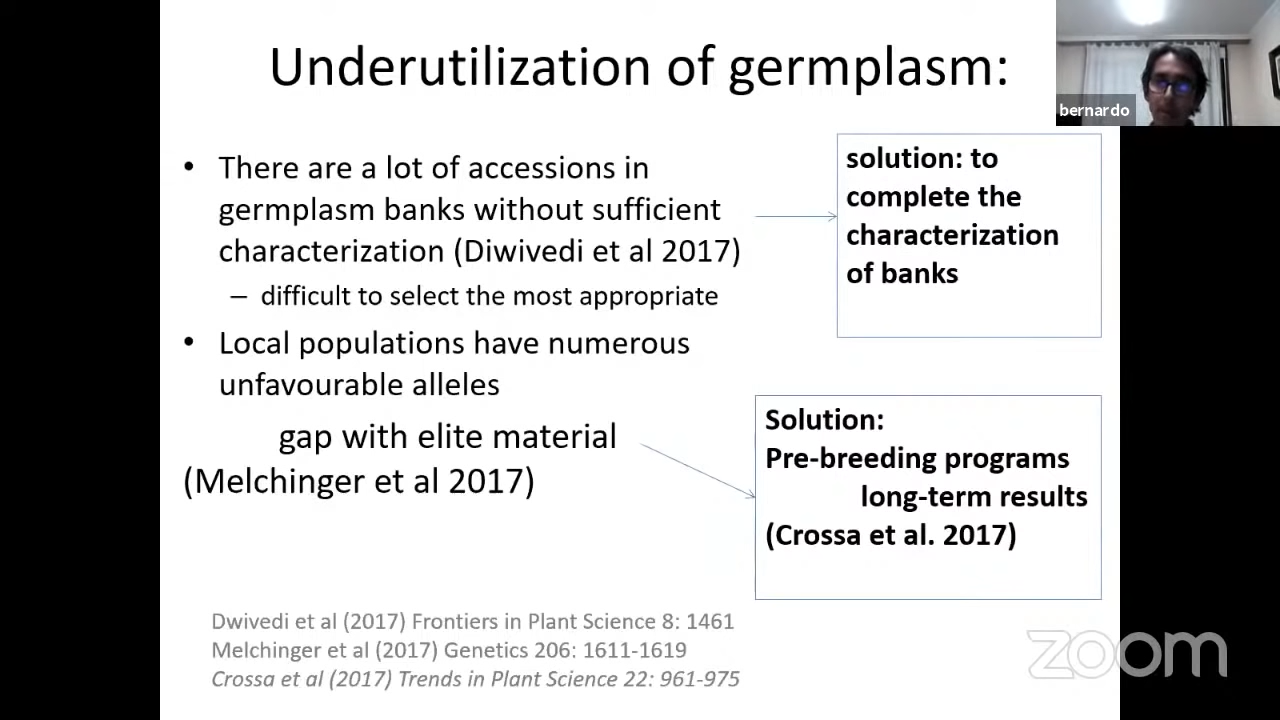 Underutilization of germplasm:
bernardo
• There are a lot of accessions in
germplasm banks without sufficient
characterization (Diwivedi et al 2017)
– difficult to select the most appropriate
• Local populations have numerous
unfavourable alleles
gap with elite material
(Melchinger et al 2017)
solution: to
complete the
characterization
of banks
Solution:
Pre-breeding programs
long-term results
(Crossa et al. 2017)
Dwivedi et al (2017) Frontiers in Plant Science 8: 1461
Melchinger et al (2017) Genetics 206: 1611-1619
Crossa et al (2017) Trends in Plant Science 22: 961-975
zoom